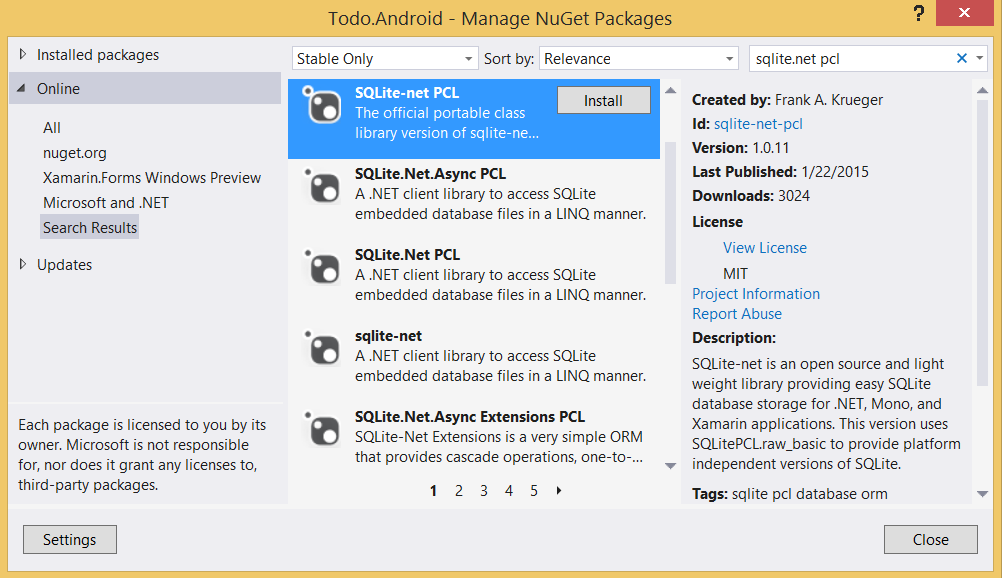 Todo.Android - Manage NuGet Packages
Installed packages
Online
All
nuget.org
Xamarin.Forms Windows Preview
Microsoft and .NET
Search Results
Updates
Each package is licensed to you by its
owner. Microsoft is not responsible
for, nor does it grant any licenses to,
third-party packages.
Settings
Stable Only
Sort by:
Relevance
SQLite-net PCL
The official portable class
library version of sqlite-ne...
Install
SQLite.Net.Async PCL
A .NET client library to access SQLite
embedded database files in a LINQ manner.
SQLite.Net PCL
A .NET client library to access SQLite
embedded database files in a LINQ manner.
sqlite-net
A .NET client library to access SQLite
embedded database files in a LINQ manner.
SQLite.Net.Async Extensions PCL
SQLite-Net Extensions is a very simple ORM
that provides cascade operations, one-to-...
1 2 3 4 5
sqlite.net pcl
Created by: Frank A. Krueger
Id: sqlite-net-pcl
Version: 1.0.11
Last Published: 1/22/2015
Downloads: 3024
License
View License
MIT
Project Information
Report Abuse
Description:
SQLite-net is an open source and light
weight library providing easy SQLite
database storage for .NET, Mono, and
Xamarin applications. This version uses
SQLitePCL.raw_basic to provide platform
independent versions of SQLite.
Tags: sqlite pcl database orm
Close